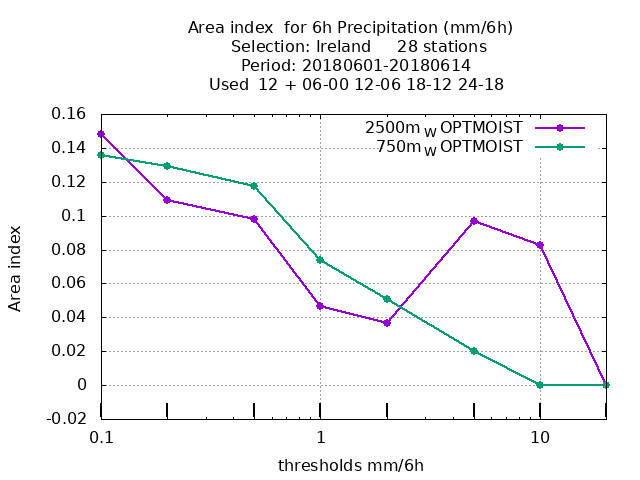 Area index  for 6h Precipitation (mm/6h)
Selection: Ireland     28 stations
Period: 20180601-20180614
Used  12 + 06-00 12-06 18-12 24-18
2500m_W OPTMOIST
750m_W OPTMOIST
0.16
0.14
0.12
0.1
0.08
0.06
0.04
0.02
0
-0.02
Area index
0.1
1
10
thresholds mm/6h